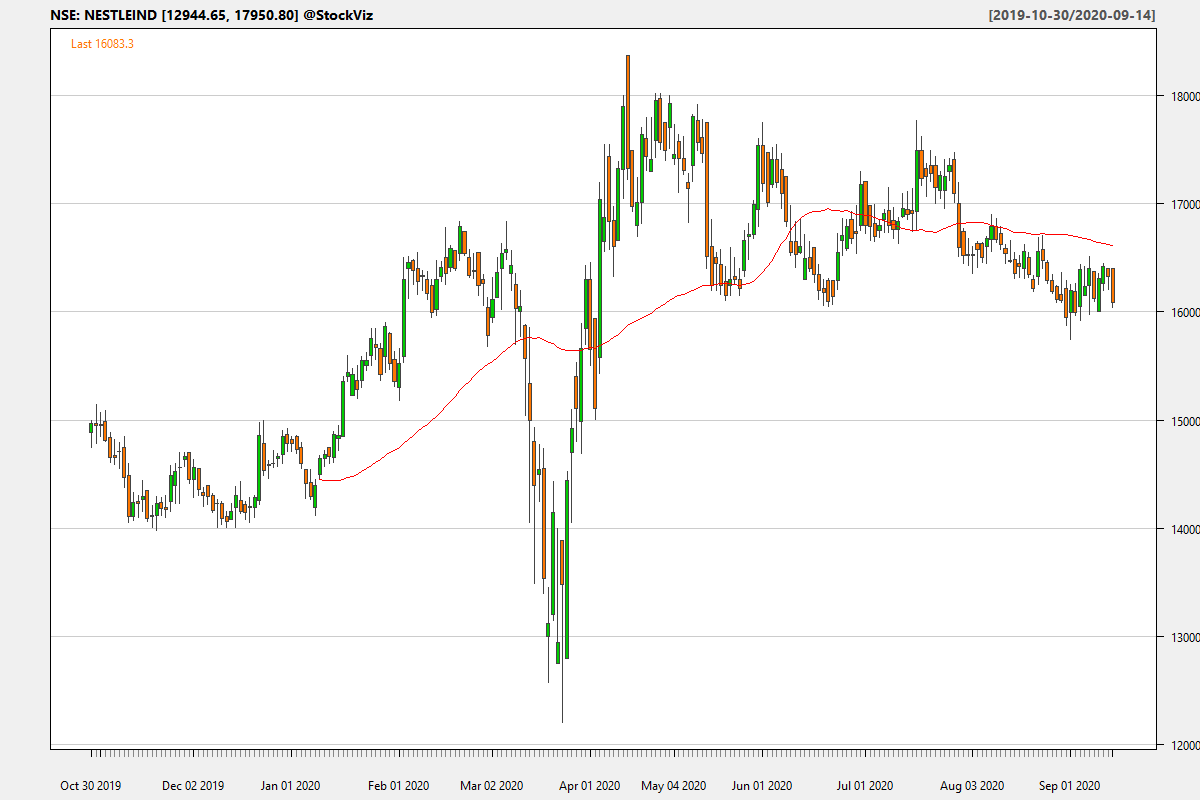 NSE: NESTLEIND [12944.65, 17950.80] @StockViz [2019-10-30/2020-09-14]
Last 16083.3
18000
17000
16000
15000
14000
13000
12000
Oct 30 2019 Dec 02 2019 Jan 01 2020 Feb 01 2020 Mar 02 2020 Apr 01 2020 May 04 2020 Jun 01 2020 Jul 01 2020 Aug 03 2020 Sep 01 2020